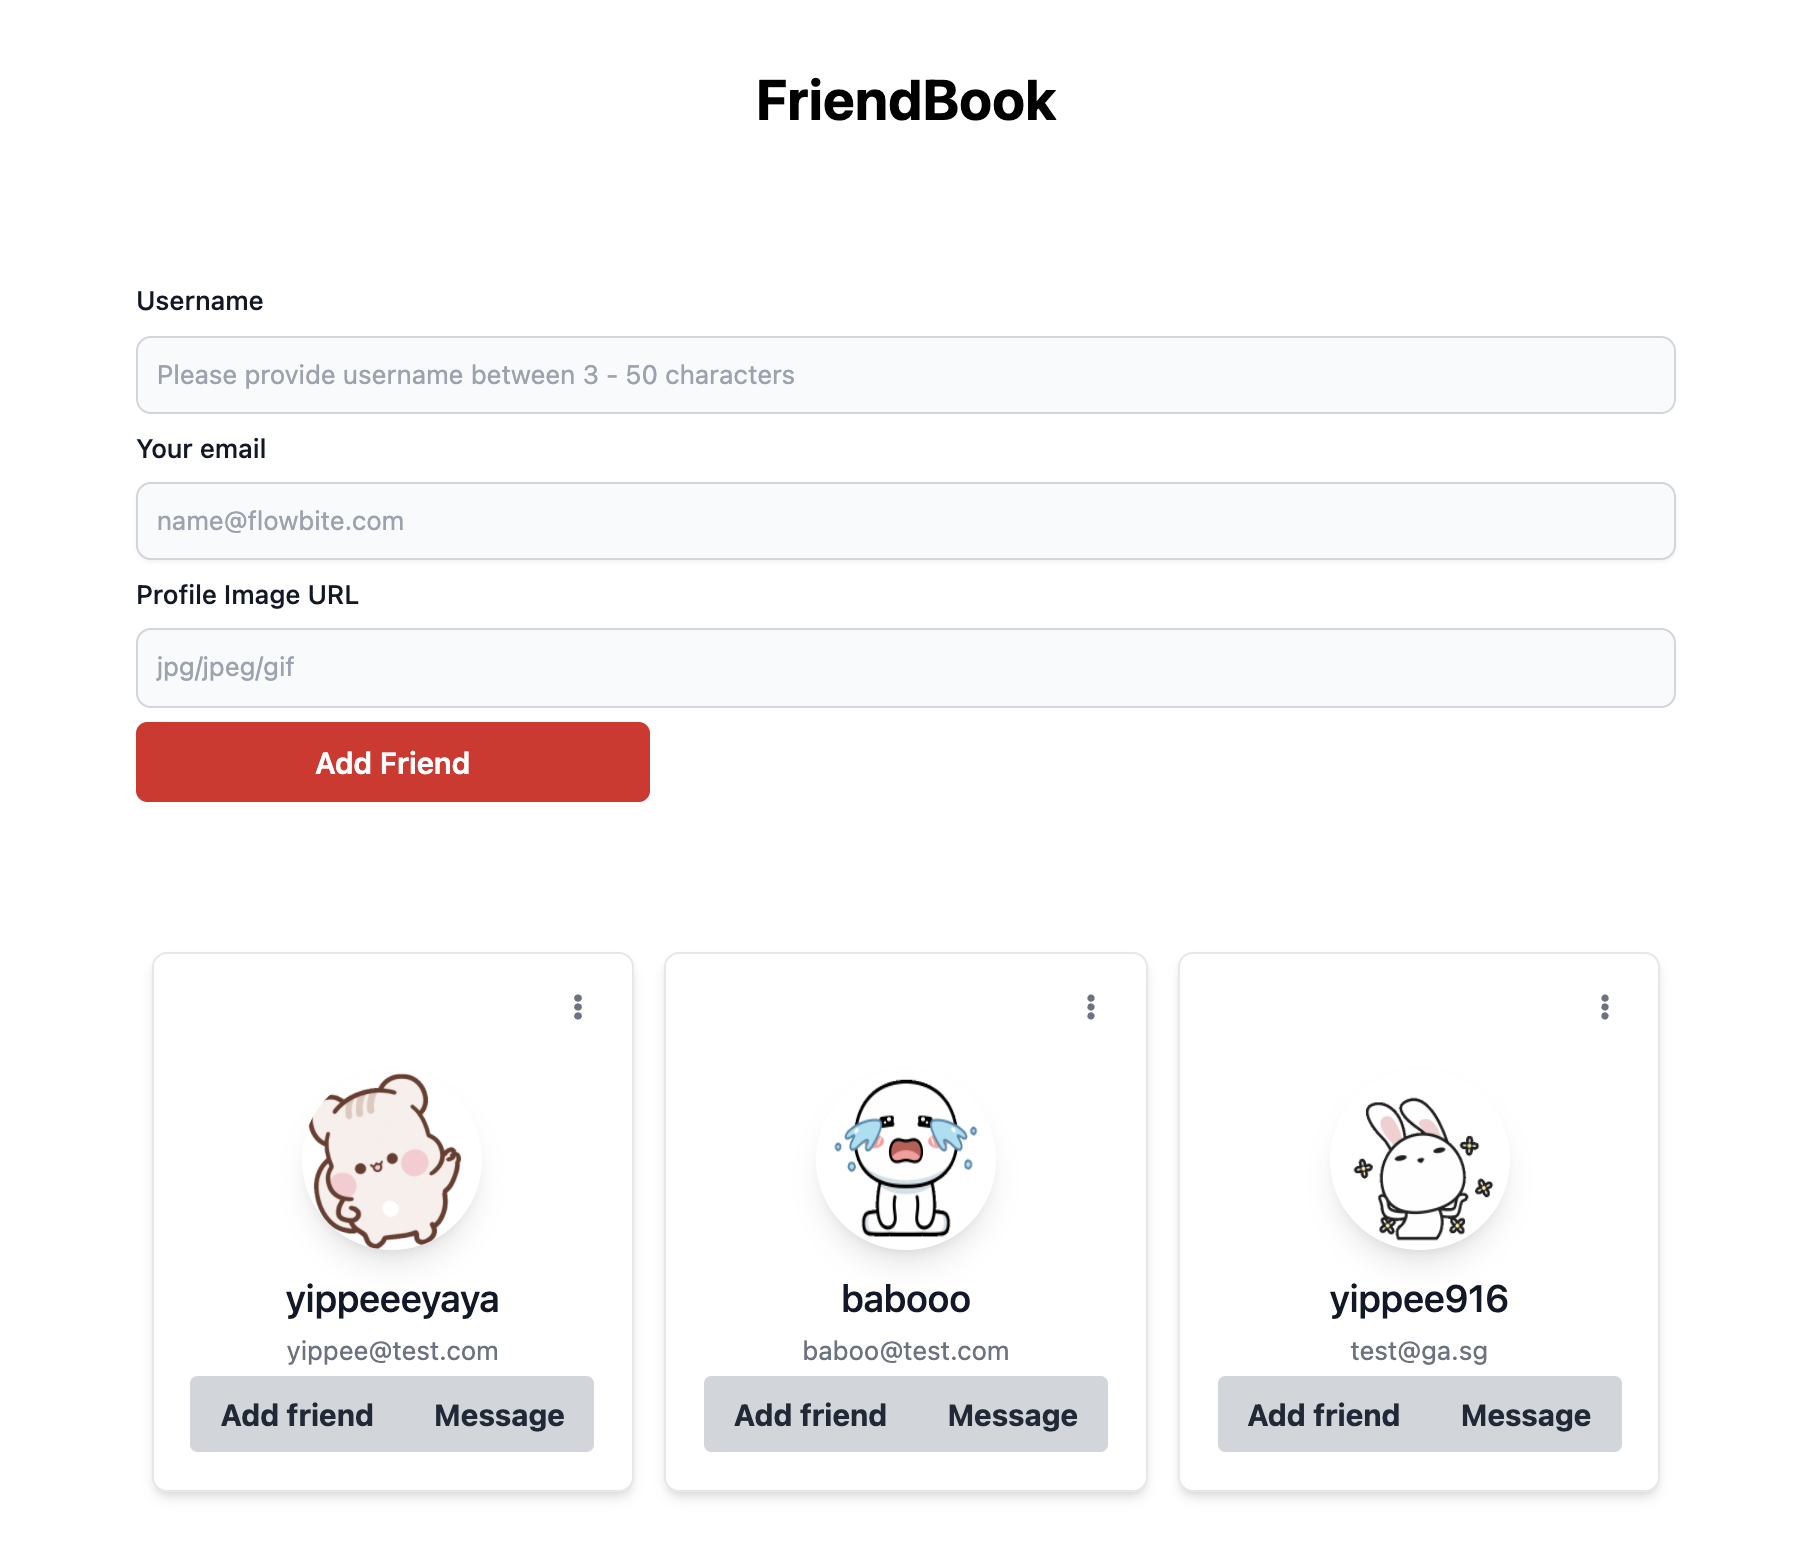 FriendBook
Username
Please provide username between 3 - 50 characters
Your email
name@flowbite.com
Profile Image URL
jpg/jpeg/gif
Add Friend
yippeeeyaya
yippee@test.com
Add friend Message
babooo
baboo@test.com
Add friend Message
yippee916
test@ga.sg
Add friend Message